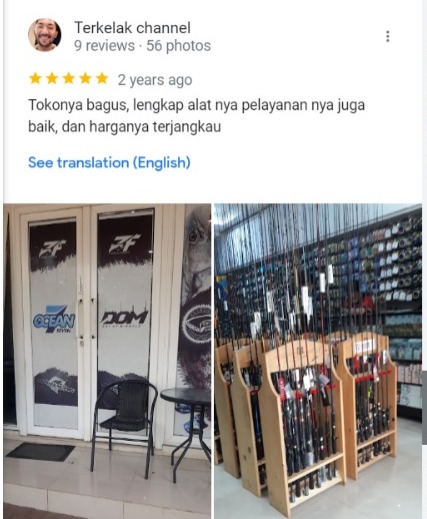 Terkelak channel
9 reviews · 56 photos
2 years ago
Tokonya bagus, lengkap alat nya pelayanan nya juga
baik, dan harganya terjangkau
See translation (English)
OCEAN
DOM